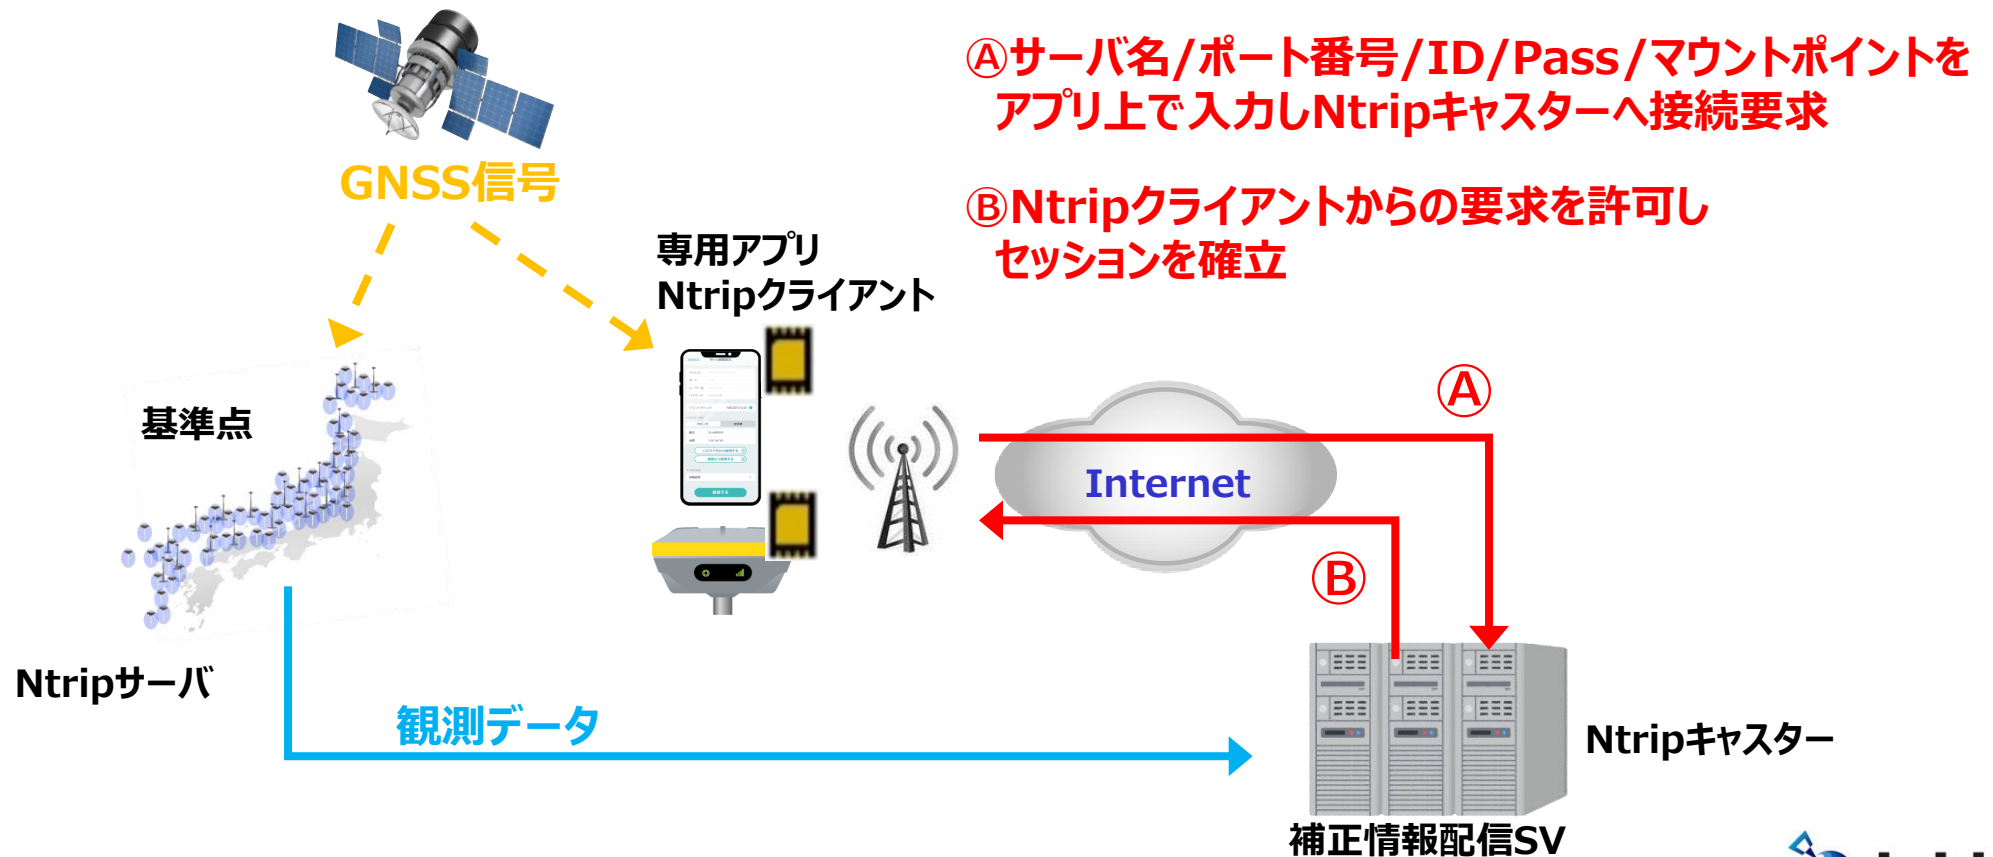 Ⓐサーバ名/ポート番号/ID/Pass/マウントポイントを
アプリ上で入力しNtripキャスターへ接続要求
GNSS信号
ⒷNtripクライアントからの要求を許可し
セッションを確立
専用アプリ
Ntripクライアント
基準点
Ⓐ
Internet
Ⓑ
Ntripサーバ
観測データ
Ntripキャスター
補正情報配信SV